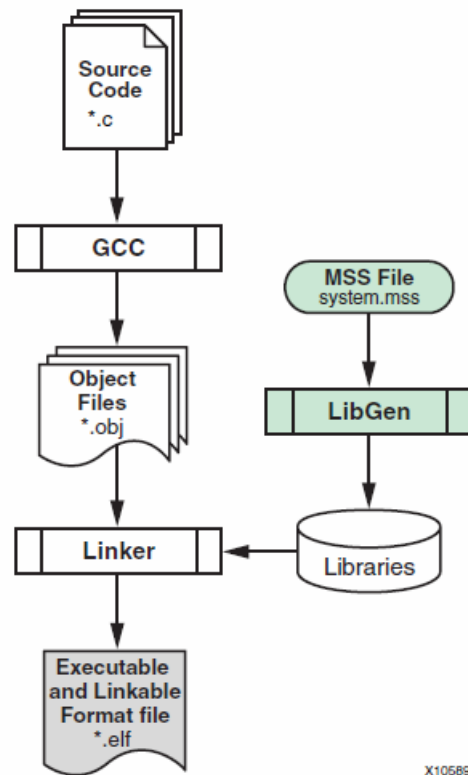 Source
Code
*.c
GCC
MSS File
system.mss
Object
Files
*.obj
LibGen
Linker
Libraries
Executable
and Linkable
Format file
*.elf
X10589